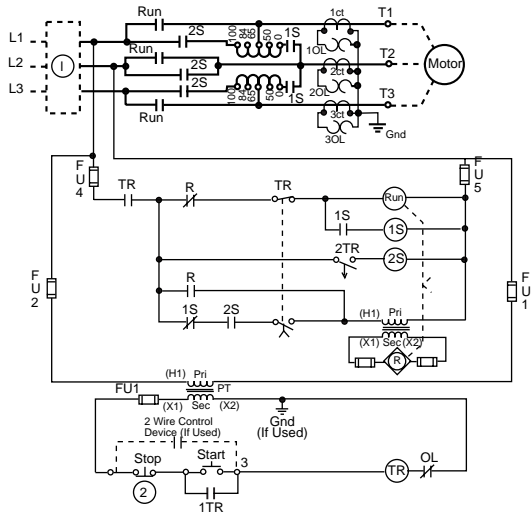 Run
1ct
T1
L1
2S
100
84
65
50
0
1S
1OL
Run
L2
I
2S
2S
T2
2ct
Motor
L3
100
84
65
50
0
1S
2OL
Run
T3
3ct
3OL
Gnd
F
U
4
F
U
5
TR
R
TR
Run
1S
1S
2TR
2S
F
U
2
R
F
U
1
1S
2S
(H1) Pri
(X1) Sec (X2)
R
(H1) Pri
PT
FU1
(X1) Sec (X2)
Gnd
(If Used)
2 Wire Control
Device (If Used)
Stop
Start
3
2
1TR
TR
OL